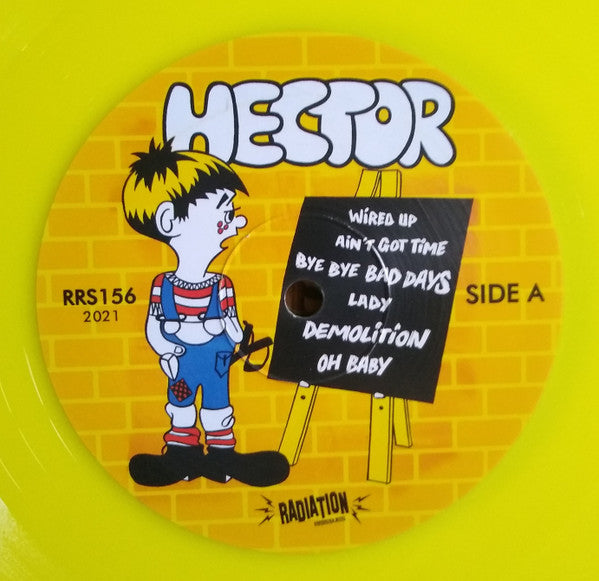 HECTOR
WIRED UP
AIN'T GOT TIME
BYE BYE BAD DAYS
LADY
DEMOLITION
OH BABY
RRS156
2021
SIDE A
RADIATION